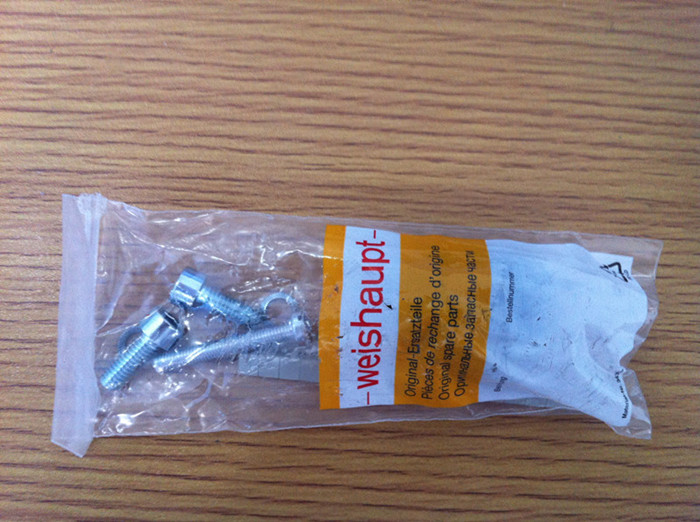 – weishaupt –
Original-Ersatzteile
Pièces de rechange d'origine
Original spare parts
Оригинальные запасные части
Bestellnummer